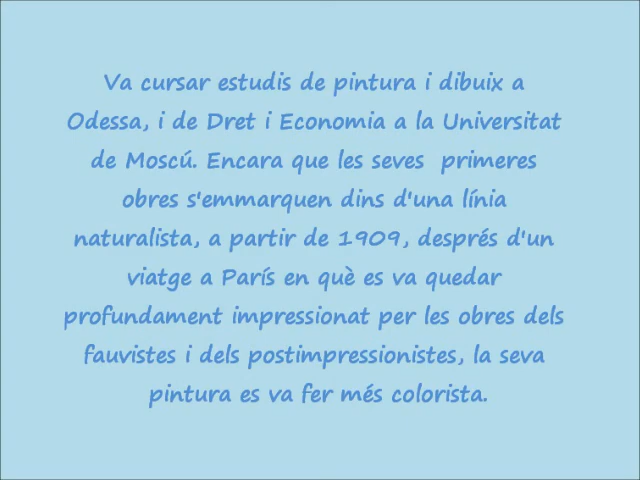 Va cursar estudis de pintura i dibuix a
Odessa, i de Dret i Economia a la Universitat
de Moscú. Encara que les seves  primeres
obres s'emmarquen dins d'una línia
naturalista, a partir de 1909, després d'un
viatge a París en què es va quedar
profundament impressionat per les obres dels
fauvistes i dels postimpressionistes, la seva
pintura es va fer més colorista.